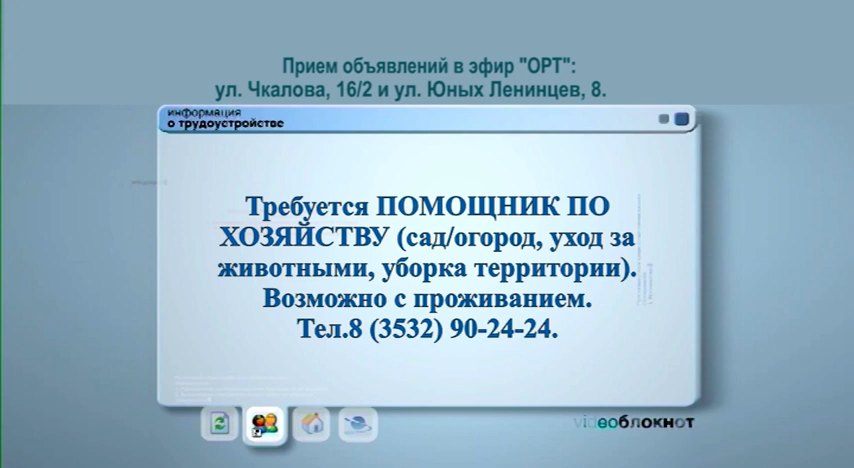 Прием объявлений в эфир "ОРТ":
ул. Чкалова, 16/2 и ул. Юных Ленинцев, 8.
информация
о трудоустройстве
Требуется ПОМОЩНИК ПО
ХОЗЯЙСТВУ (сад/огород, уход за
животными, уборка территории).
Возможно с проживанием.
Тел.8 (3532) 90-24-24.
videoблокнот